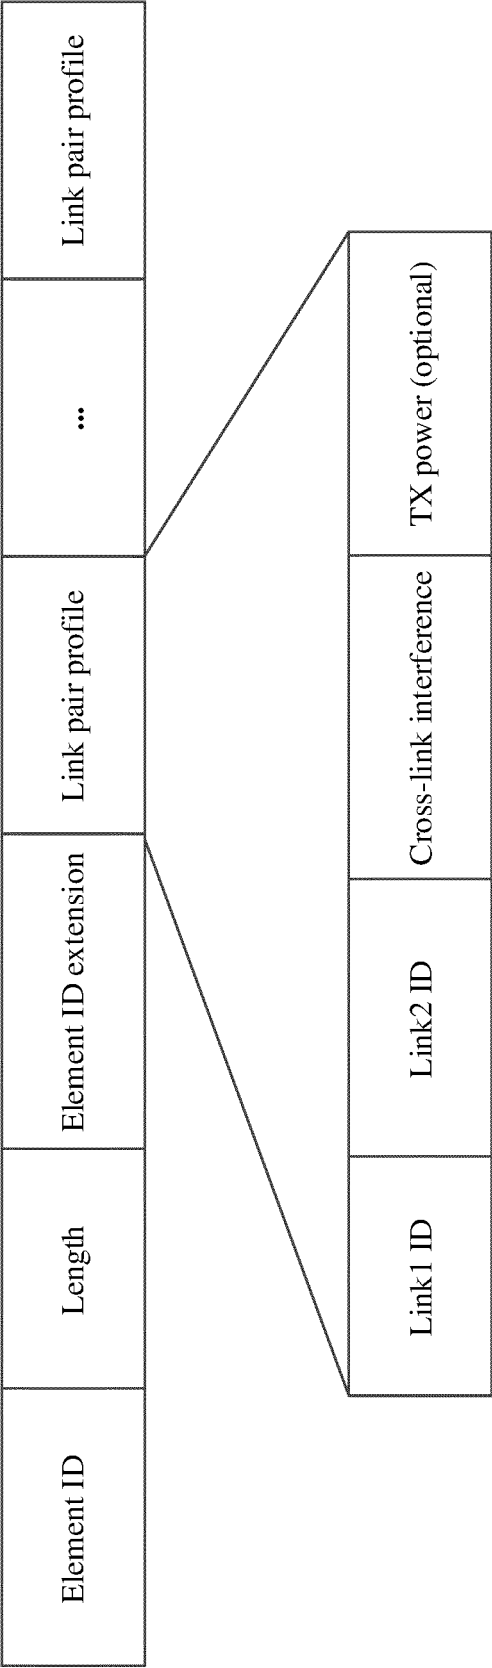 Element ID
Length
Element ID extension
Link pair profile
...
Link pair profile
Link1 ID
Link2 ID
Cross-link interference
TX power (optional)